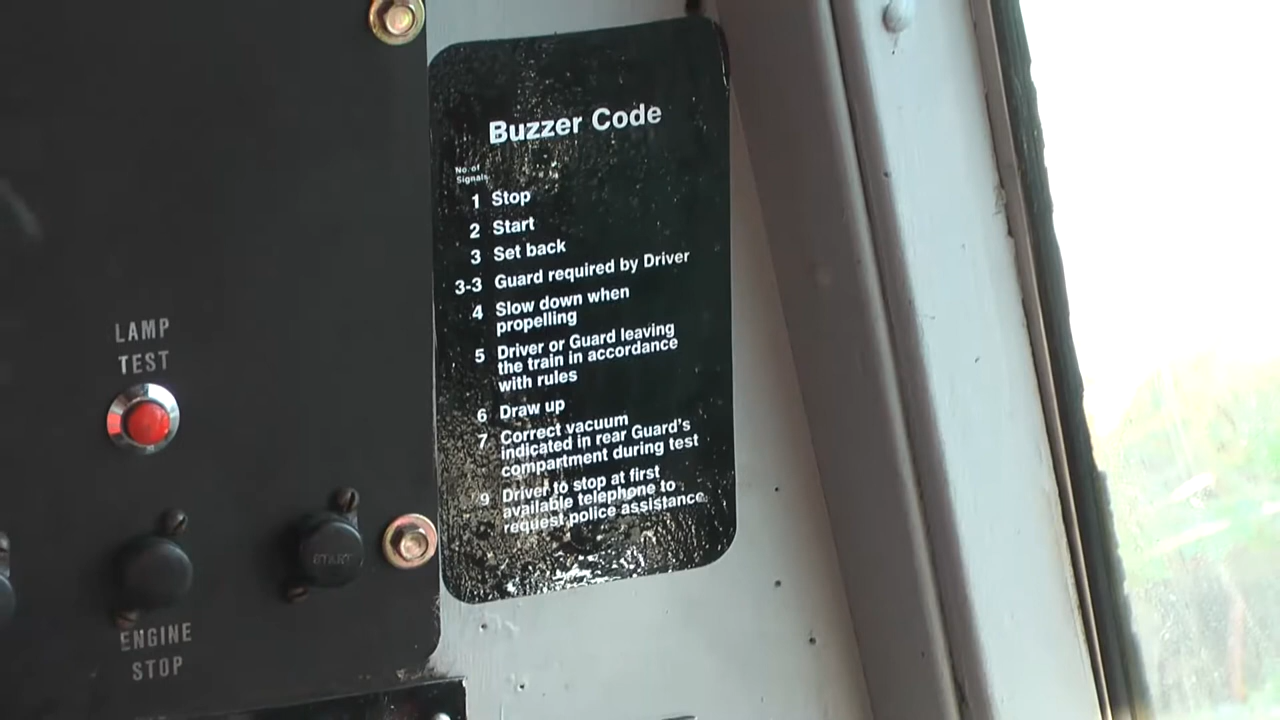 Buzzer Code
No. of
Signals
1 Stop
2 Start
3 Set back
3-3 Guard required by Driver
4 Slow down when
propelling
5 Driver or Guard leaving
the train in accordance
with rules
6 Draw up
7 Correct vacuum
indicated in rear Guard's
compartment during test
9 Driver to stop at first
available telephone to
request police assistance
LAMP
TEST
START
ENGINE
STOP